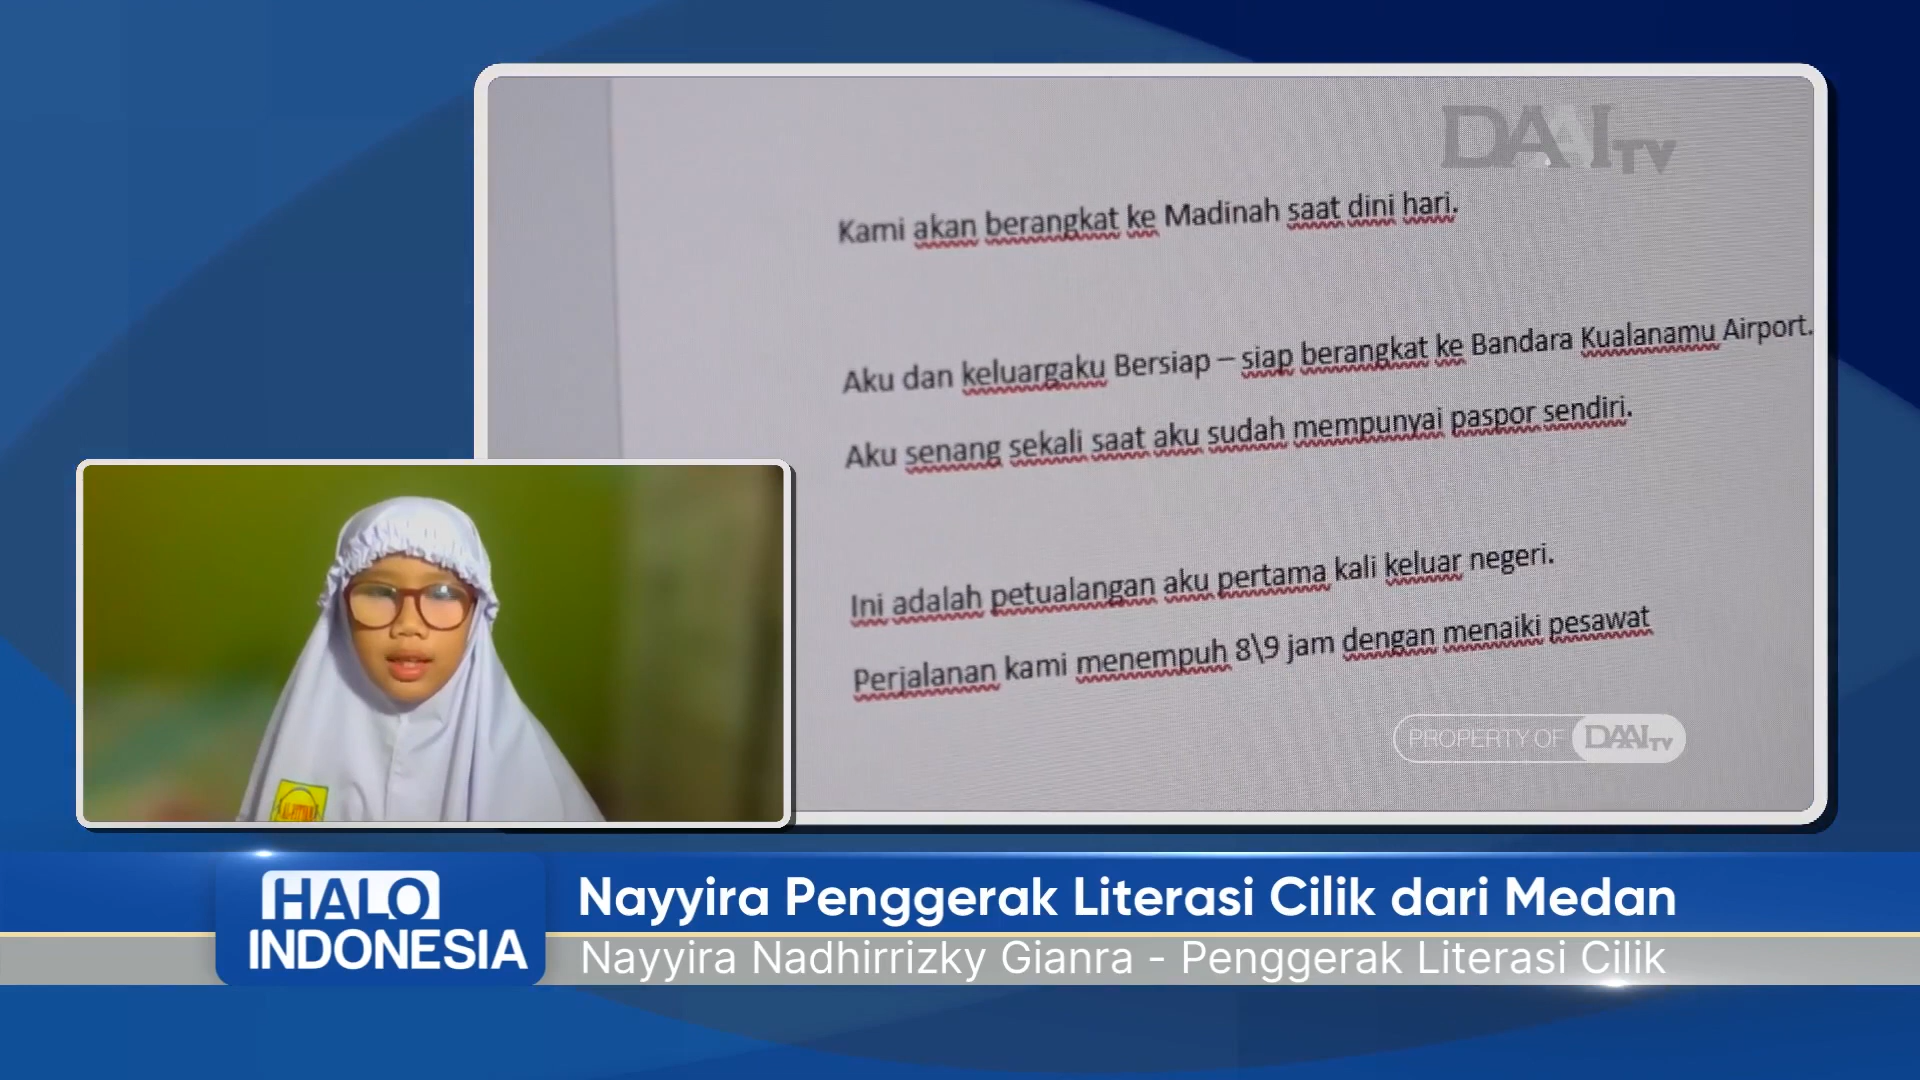 DAAI TV
Kami akan berangkat ke Madinah saat dini hari.
Aku dan keluargaku Bersiap – siap berangkat ke Bandara Kualanamu Airport.
Aku senang sekali saat aku sudah mempunyai paspor sendiri.
Ini adalah petualangan aku pertama kali keluar negeri.
Perjalanan kami menempuh 8\9 jam dengan menaiki pesawat
PROPERTY OF DAAI TV
HALO
INDONESIA
Nayyira Penggerak Literasi Cilik dari Medan
Nayyira Nadhirrizky Gianra - Penggerak Literasi Cilik